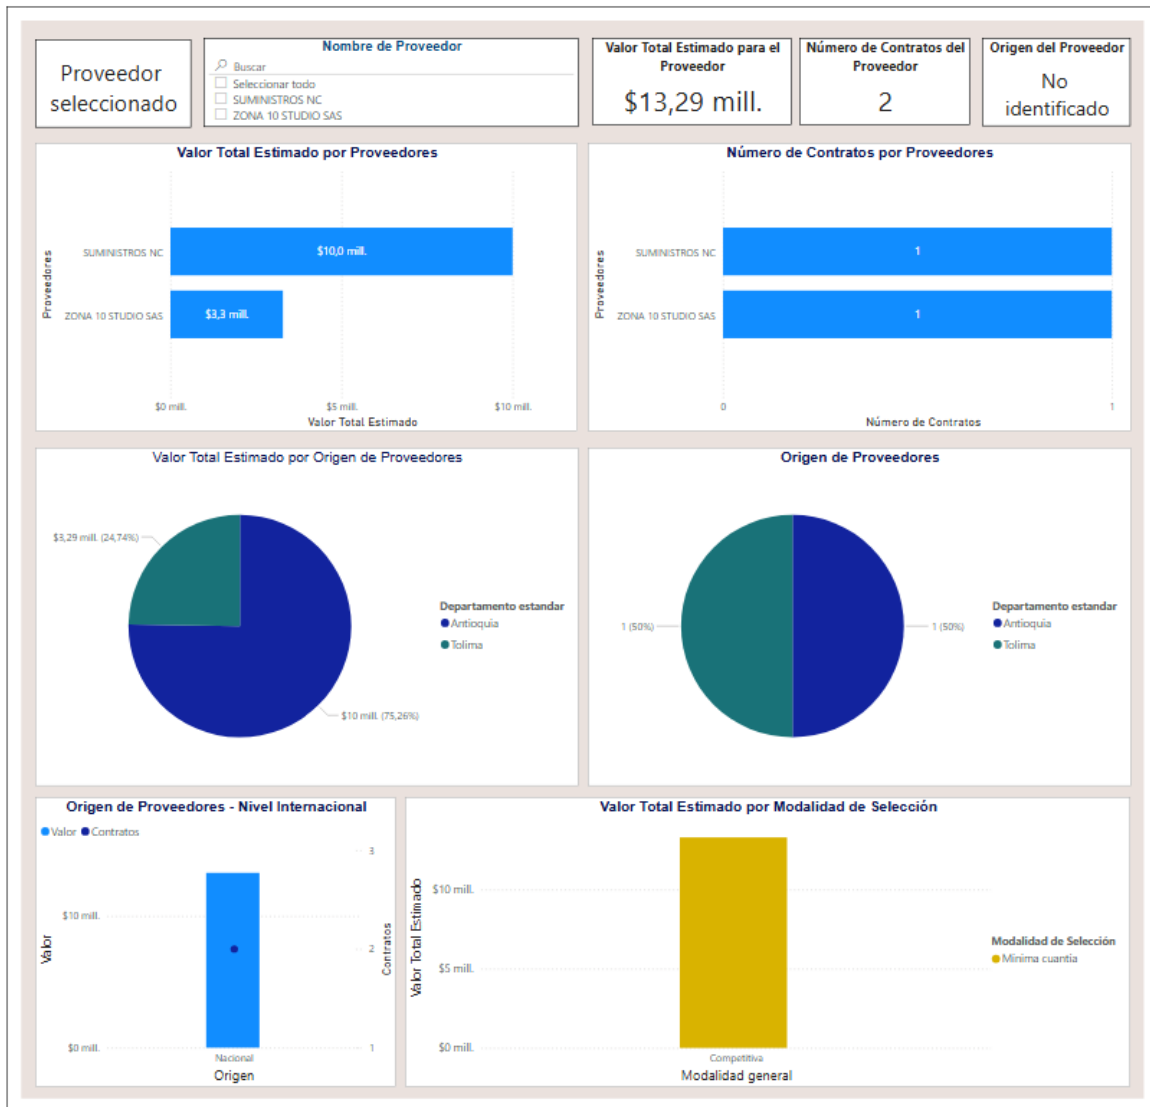 Proveedor
seleccionado
Nombre de Proveedor
Buscar
Seleccionar todo
SUMINISTROS NC
ZONA 10 STUDIO SAS
Valor Total Estimado para el
Proveedor
$13,29 mill.
Número de Contratos del
Proveedor
2
Origen del Proveedor
No
identificado
Valor Total Estimado por Proveedores
Proveedores
SUMINISTROS NC
$10,0 mill.
ZONA 10 STUDIO SAS
$3,3 mill.
$0 mill.
$5 mill.
$10 mill.
Valor Total Estimado
Número de Contratos por Proveedores
Proveedores
SUMINISTROS NC
1
ZONA 10 STUDIO SAS
1
0
1
Número de Contratos
Valor Total Estimado por Origen de Proveedores
$3,29 mill. (24,74%)
$10 mill. (75,26%)
Departamento estandar
Antioquia
Tolima
Origen de Proveedores
1 (50%)
1 (50%)
Departamento estandar
Antioquia
Tolima
Origen de Proveedores - Nivel Internacional
Valor
Contratos
3
$10 mill.
2
Valor
Contratos
$0 mill.
1
Nacional
Origen
Valor Total Estimado por Modalidad de Selección
Valor Total Estimado
$10 mill.
$5 mill.
$0 mill.
Competitiva
Modalidad general
Modalidad de Selección
Mínima cuantía